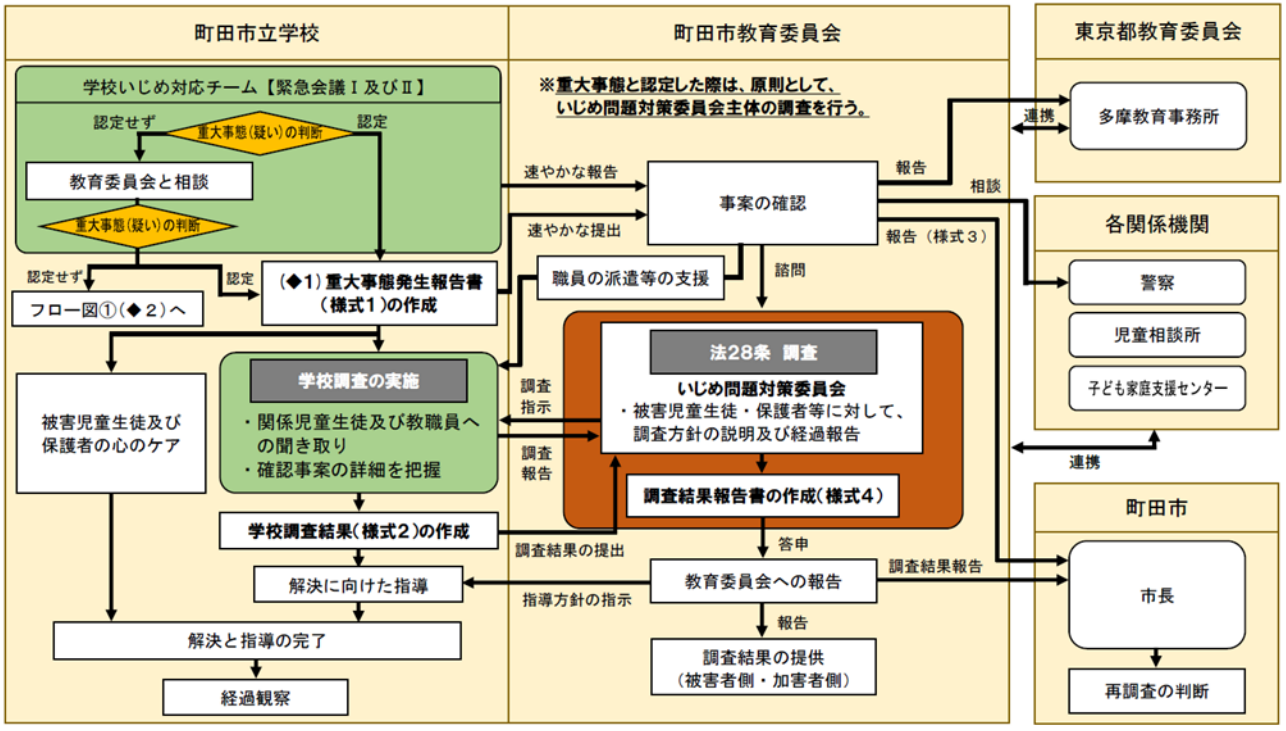 町田市立学校
学校いじめ対応チーム【緊急会議Ⅰ及びⅡ】
認定せず
重大事態(疑い)の判断
認定
教育委員会と相談
重大事態(疑い)の判断
認定せず
認定
フロー図①(◆2)へ
(◆1)重大事態発生報告書
(様式1)の作成
被害児童生徒及び
保護者の心のケア
学校調査の実施
・関係児童生徒及び教職員へ
の聞き取り
・確認事案の詳細を把握
学校調査結果(様式2)の作成
解決に向けた指導
解決と指導の完了
経過観察
町田市教育委員会
※重大事態と認定した際は、原則として、
いじめ問題対策委員会主体の調査を行う。
速やかな報告
速やかな提出
事案の確認
報告
相談
報告(様式3)
職員の派遣等の支援
諮問
法28条 調査
いじめ問題対策委員会
・被害児童生徒・保護者等に対して、
調査方針の説明及び経過報告
調査
指示
調査
報告
調査結果報告書の作成(様式4)
調査結果の提出
答申
教育委員会への報告
調査結果報告
指導方針の指示
報告
調査結果の提供
(被害者側・加害者側)
東京都教育委員会
連携
多摩教育事務所
各関係機関
警察
児童相談所
子ども家庭支援センター
連携
町田市
市長
再調査の判断